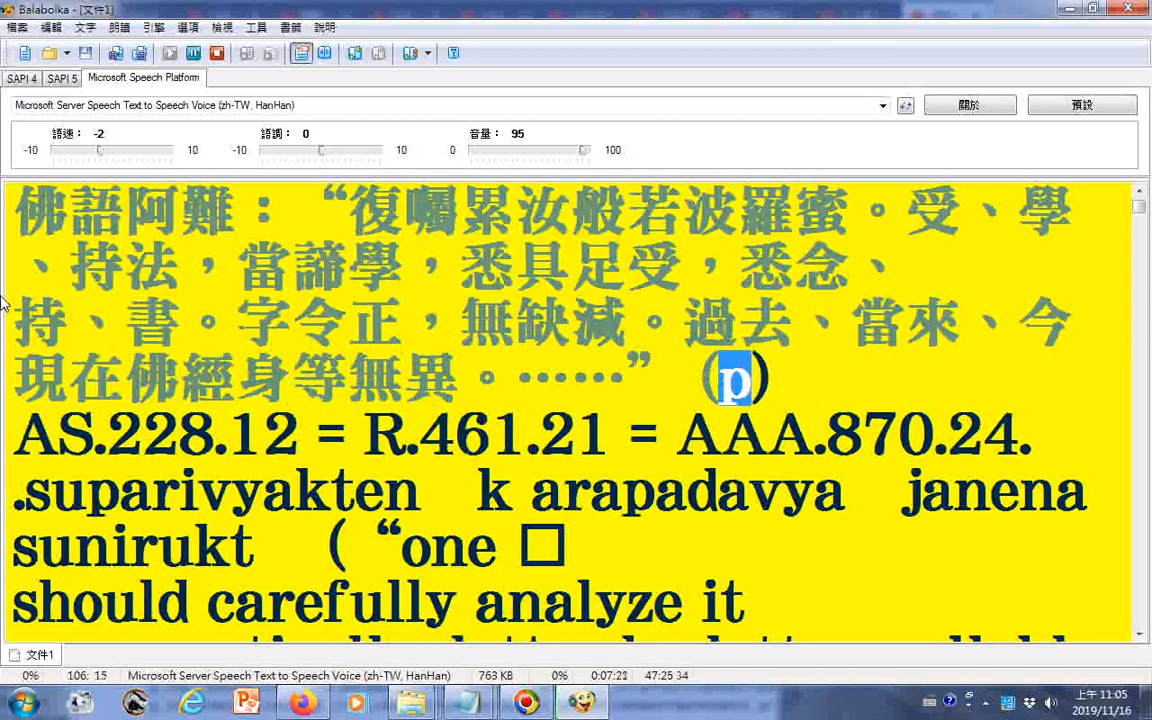 Balabolka - [文件1]
檔案 編輯 文字 朗讀 引擎 選項 檢視 工具 書籤 說明
SAPI 4 SAPI 5 Microsoft Speech Platform
Microsoft Server Speech Text to Speech Voice (zh-TW, HanHan) 關於 預設
語速： -2 語調： 0 音量： 95
-10 10 -10 10 0 100
佛語阿難：“復囑累汝般若波羅蜜。受、學
、持法，當諦學，悉具足受，悉念、
持、書。字令正，無缺減。過去、當來、今
現在佛經身等無異。……” (p)
AS.228.12 = R.461.21 = AAA.870.24.
.suparivyakten k arapadavya janena
sunirukt (“one □
should carefully analyze it
文件1
0% 106: 15 Microsoft Server Speech Text to Speech Voice (zh-TW, HanHan) 763 KB 0% 0:07:21 47:25 34
上午 11:05
2019/11/16